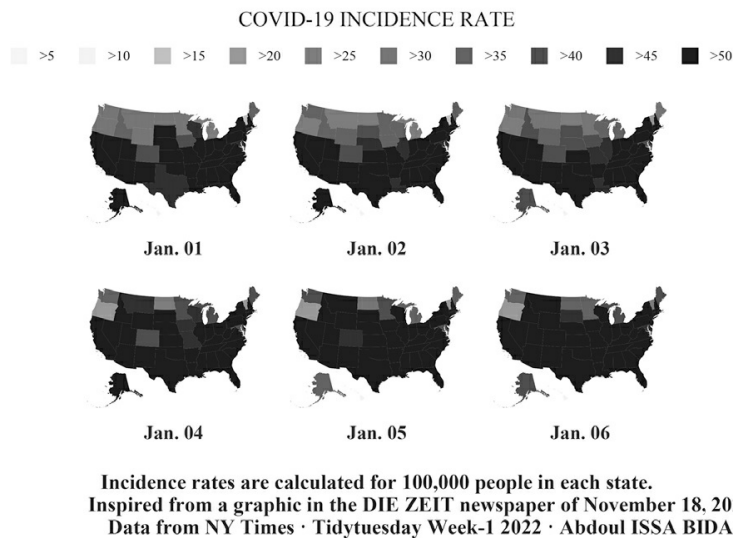 COVID-19 INCIDENCE RATE
>5 >10 >15 >20 >25 >30 >35 >40 >45 >50
Jan. 01 Jan. 02 Jan. 03
Jan. 04 Jan. 05 Jan. 06
Incidence rates are calculated for 100,000 people in each state.
Inspired from a graphic in the DIE ZEIT newspaper of November 18, 20
Data from NY Times · Tidytuesday Week-1 2022 · Abdoul ISSA BIDA